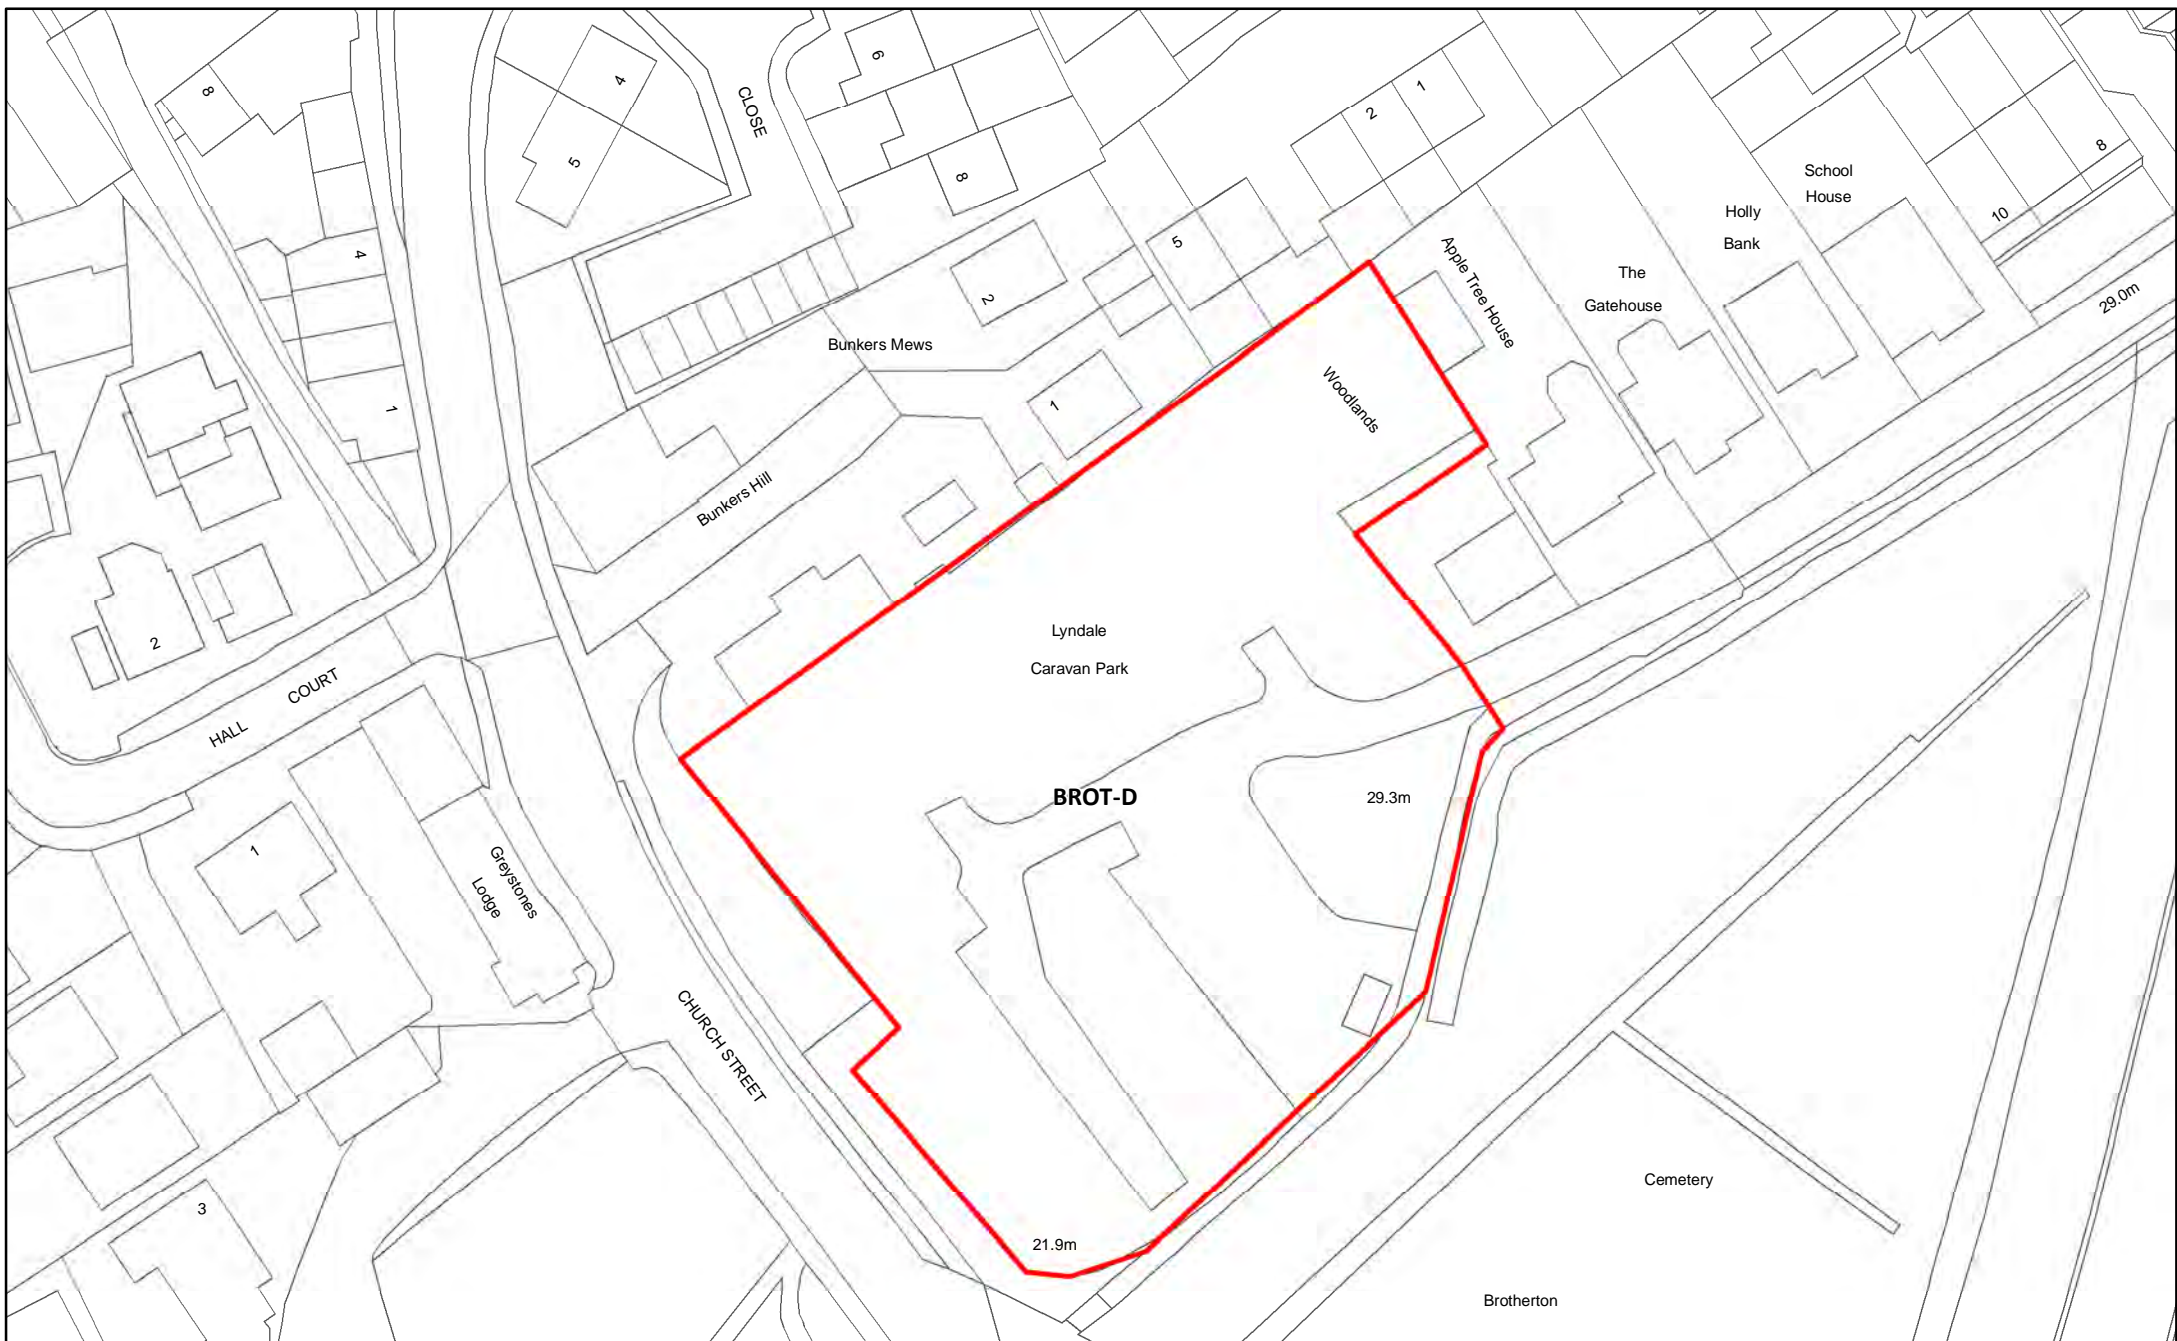 6
1
4
2
8
CLOSE
8
5
8
School
8
House
Holly
10
Bank
4
5
The
Gatehouse
Apple Tree House
29.0m
2
Bunkers Mews
Woodlands
1
1
Bunkers Hill
2
Lyndale
Caravan Park
HALL
COURT
BROT-D
29.3m
1
Greystones
Lodge
CHURCH STREET
Cemetery
3
21.9m
Brotherton